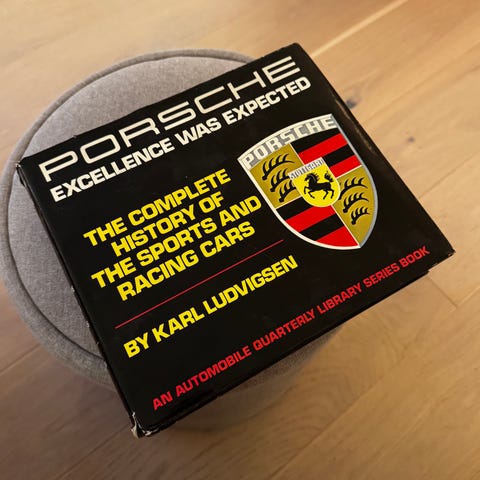 PORSCHE
EXCELLENCE WAS EXPECTED
PORSCHE
STUTTGART
THE COMPLETE
HISTORY OF
THE SPORTS AND
RACING CARS
BY KARL LUDVIGSEN
AN AUTOMOBILE QUARTERLY LIBRARY SERIES BOOK